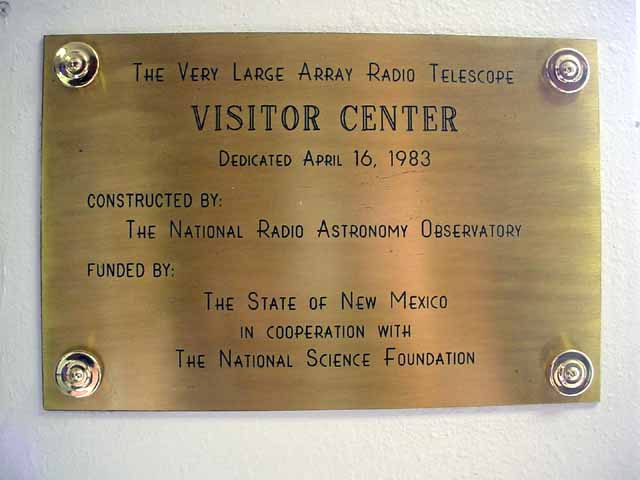 The Very Large Array Radio Telescope
VISITOR CENTER
Dedicated April 16, 1983
CONSTRUCTED BY:
The National Radio Astronomy Observatory
FUNDED BY:
The State of New Mexico
in cooperation with
The National Science Foundation